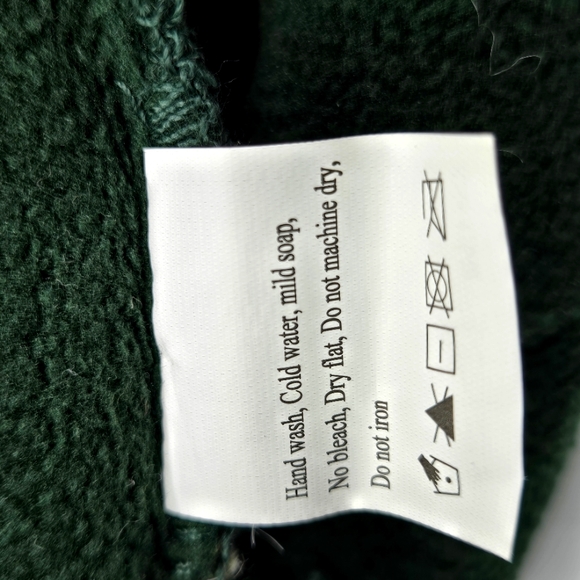 Hand wash, Cold water, mild soap,
No bleach, Dry flat, Do not machine dry,
Do not iron